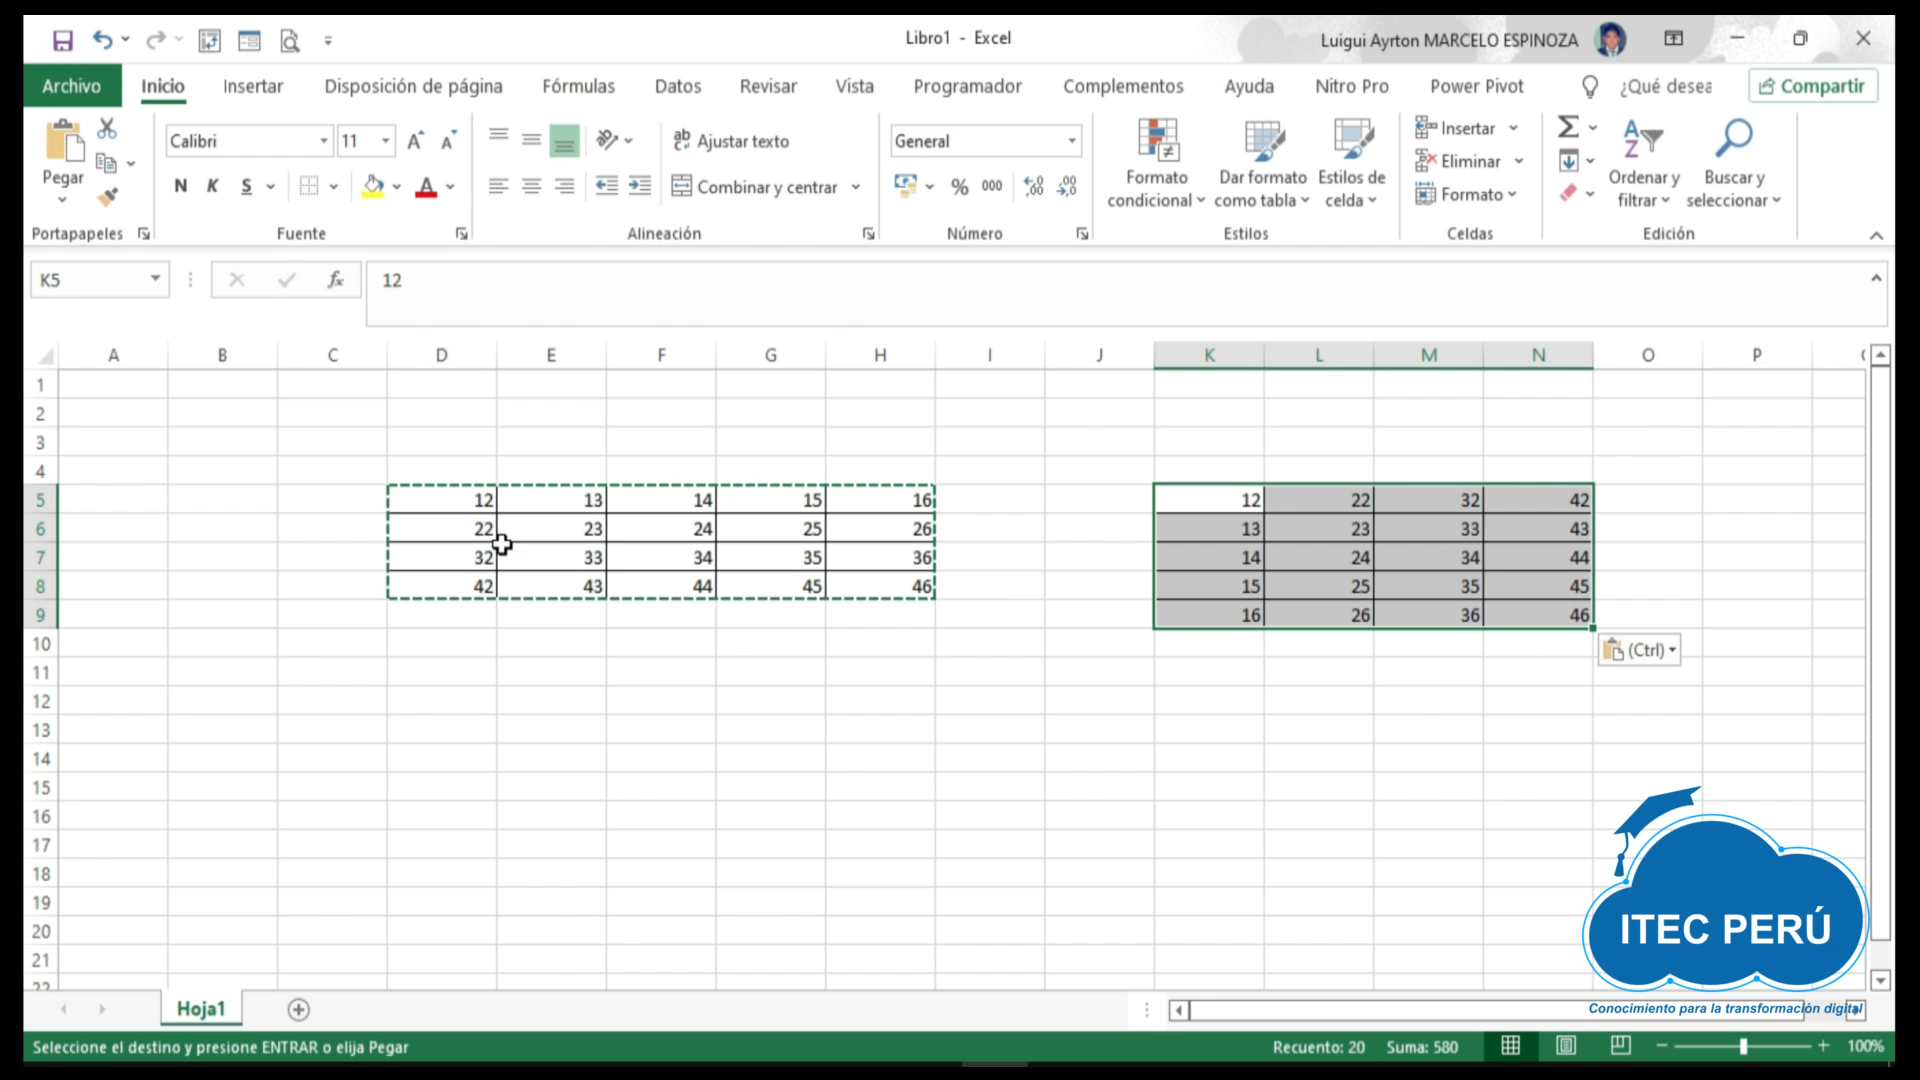 Libro1 - Excel
Luigui Ayrton MARCELO ESPINOZA
Archivo Inicio Insertar Disposición de página Fórmulas Datos Revisar Vista Programador Complementos Ayuda Nitro Pro Power Pivot ¿Qué desea Compartir
Pegar
Portapapeles
Calibri 11
N K S
Fuente
Ajustar texto
Combinar y centrar
Alineación
General
% 000
Número
Formato condicional
Dar formato como tabla
Estilos de celda
Estilos
Insertar
Eliminar
Formato
Celdas
Ordenar y filtrar
Buscar y seleccionar
Edición
K5 fx 12
A B C D E F G H I J K L M N O P
1
2
3
4
5 12 13 14 15 16 12 22 32 42
6 22 23 24 25 26 13 23 33 43
7 32 33 34 35 36 14 24 34 44
8 42 43 44 45 46 15 25 35 45
9 16 26 36 46
10 (Ctrl)
11
12
13
14
15
16
17
18
19
20
21
22
ITEC PERÚ
Conocimiento para la transformación digital
Hoja1
Seleccione el destino y presione ENTRAR o elija Pegar Recuento: 20 Suma: 580 100%